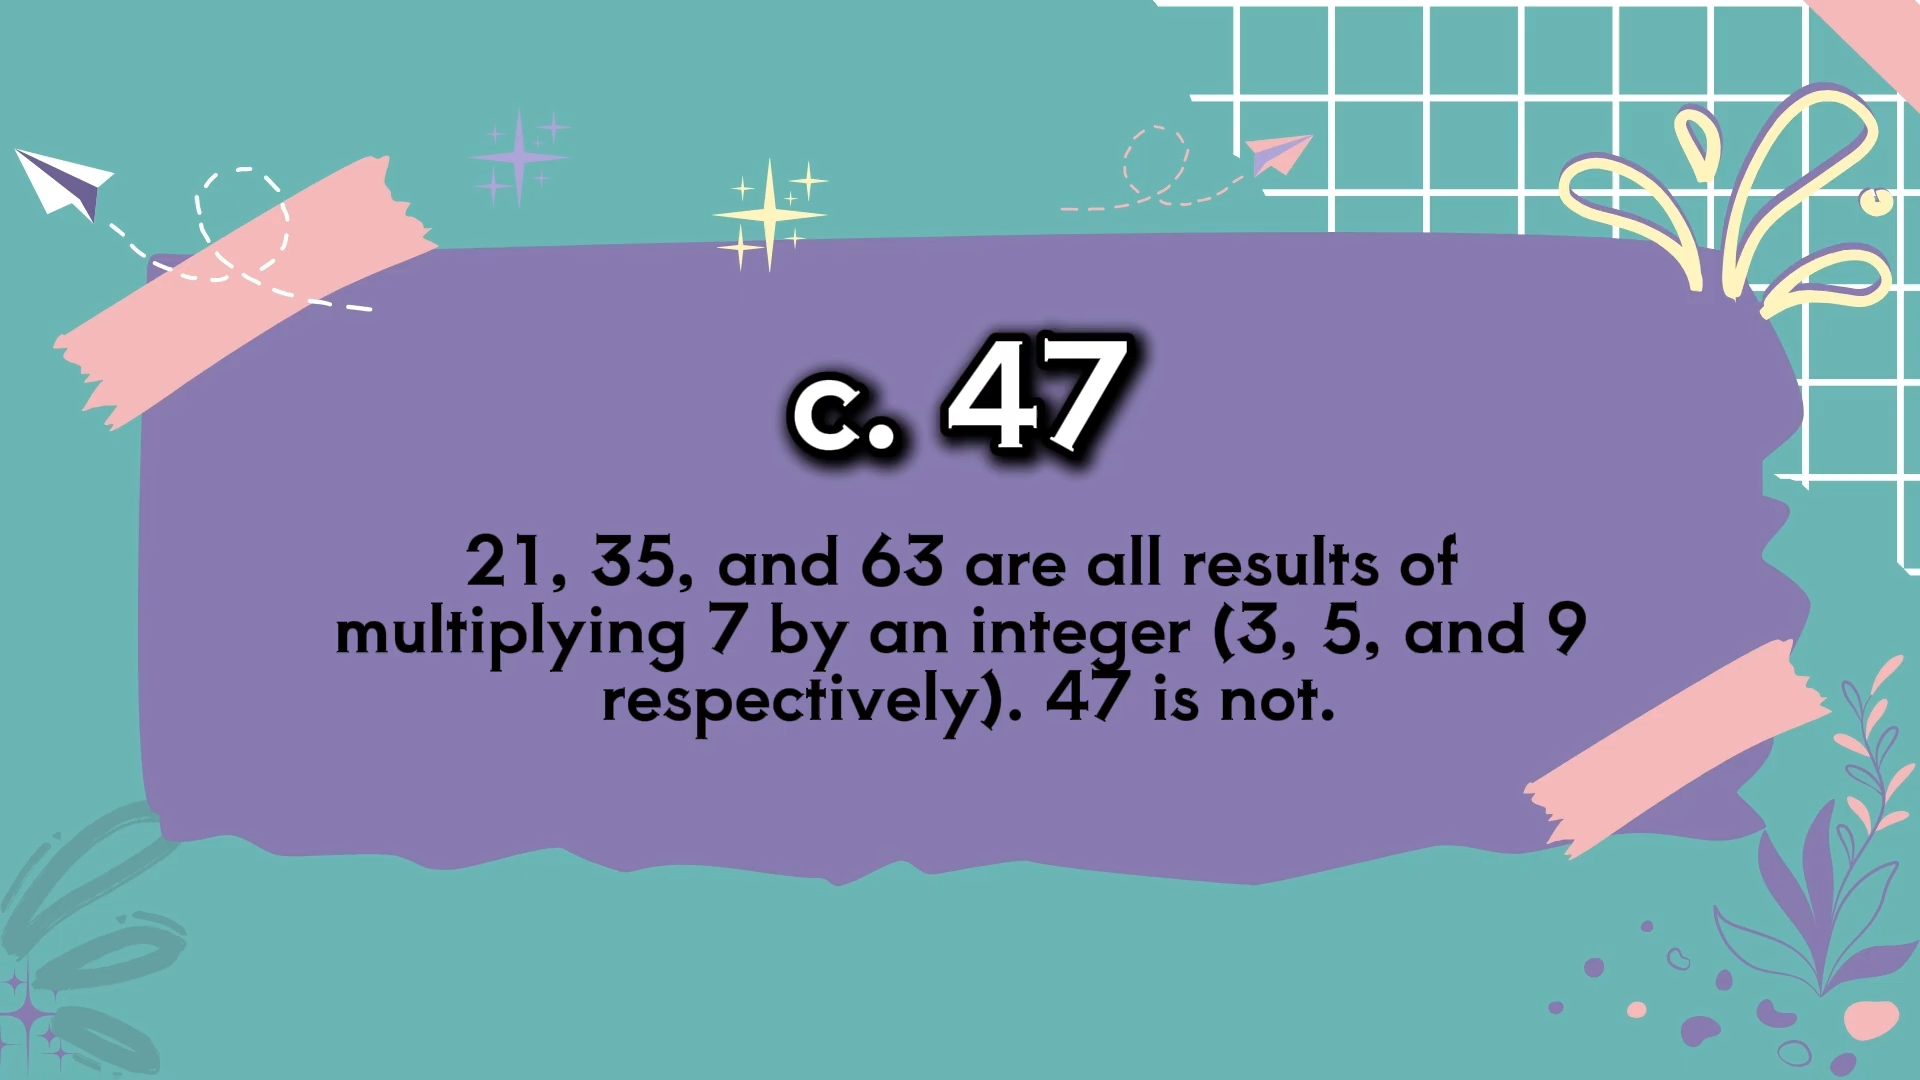 c. 47
21, 35, and 63 are all results of
multiplying 7 by an integer (3, 5, and 9
respectively). 47 is not.